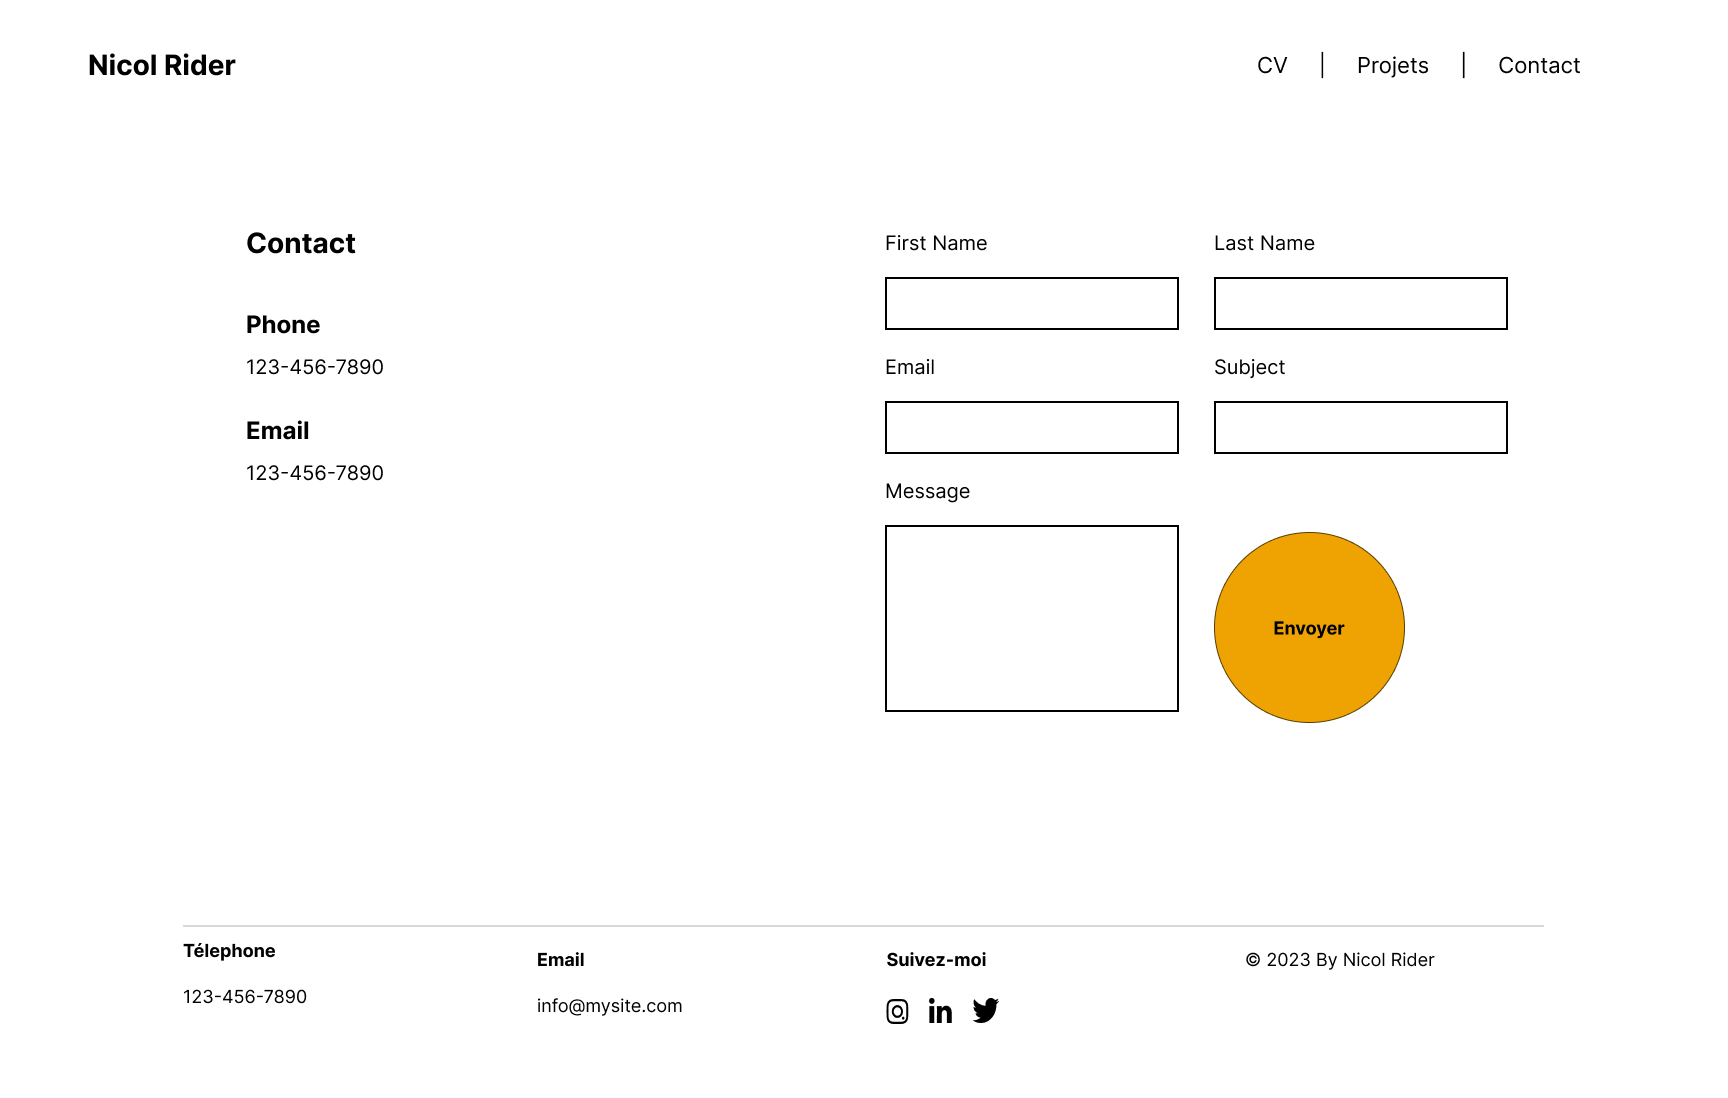 Nicol Rider
CV | Projets | Contact
Contact
Phone
123-456-7890
Email
123-456-7890
First Name
Last Name
Email
Subject
Message
Envoyer
Télephone
123-456-7890
Email
info@mysite.com
Suivez-moi
in
© 2023 By Nicol Rider